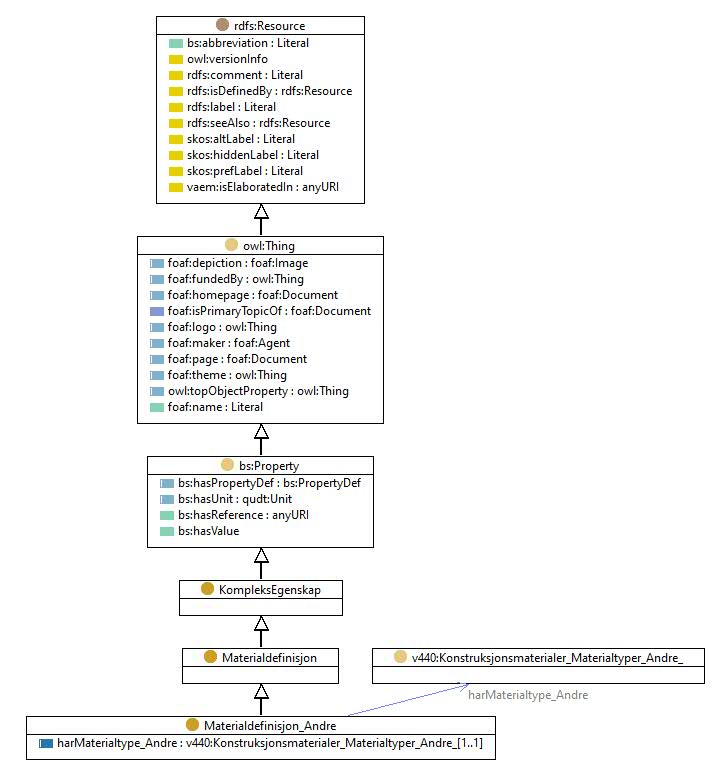 rdfs:Resource
bs:abbreviation : Literal
owl:versionInfo
rdfs:comment : Literal
rdfs:isDefinedBy : rdfs:Resource
rdfs:label : Literal
rdfs:seeAlso : rdfs:Resource
skos:altLabel : Literal
skos:hiddenLabel : Literal
skos:prefLabel : Literal
vaem:isElaboratedIn : anyURI
owl:Thing
foaf:depiction : foaf:Image
foaf:fundedBy : owl:Thing
foaf:homepage : foaf:Document
foaf:isPrimaryTopicOf : foaf:Document
foaf:logo : owl:Thing
foaf:maker : foaf:Agent
foaf:page : foaf:Document
foaf:theme : owl:Thing
owl:topObjectProperty : owl:Thing
foaf:name : Literal
bs:Property
bs:hasPropertyDef : bs:PropertyDef
bs:hasUnit : qudt:Unit
bs:hasReference : anyURI
bs:hasValue
KompleksEgenskap
Materialdefinisjon
v440:Konstruksjonsmaterialer_Materialtyper_Andre_
harMaterialtype_Andre
Materialdefinisjon_Andre
harMaterialtype_Andre : v440:Konstruksjonsmaterialer_Materialtyper_Andre_[1..1]